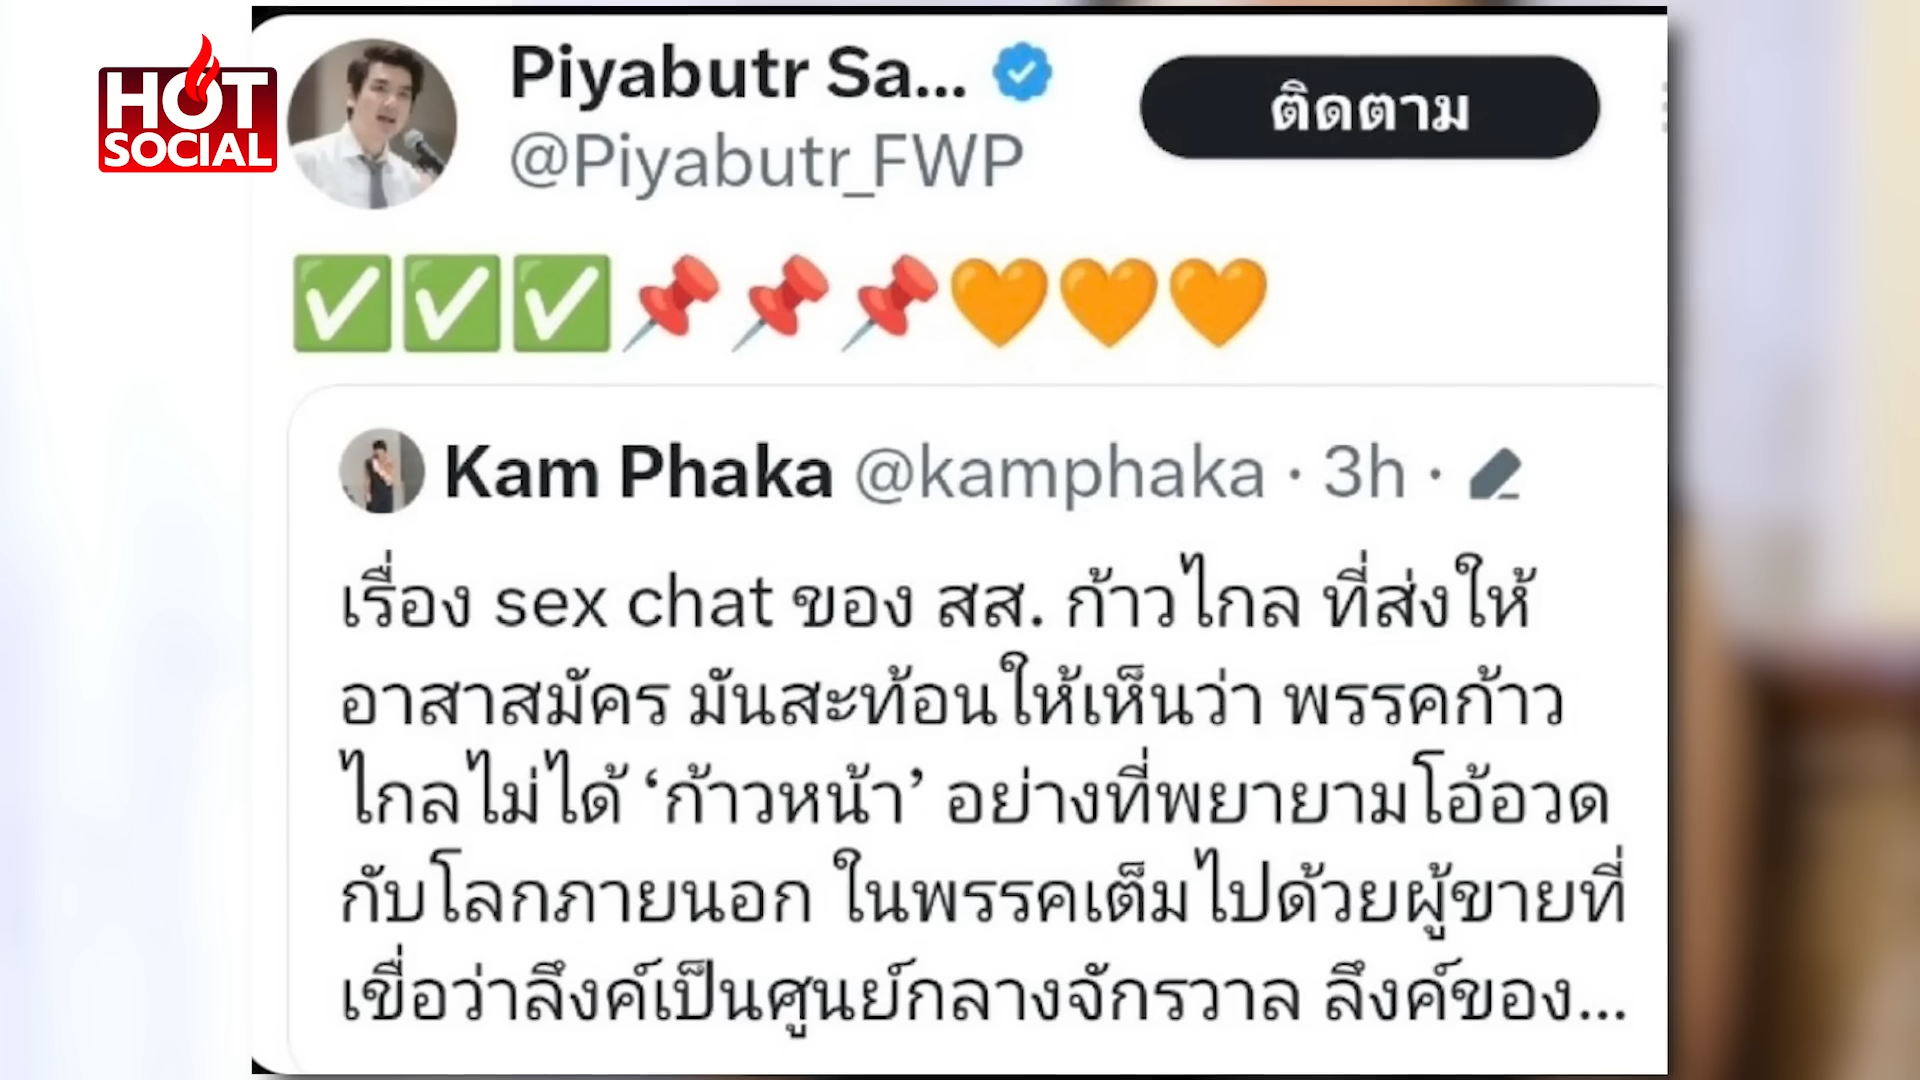 HOT
SOCIAL
Piyabutr Sa...
@Piyabutr_FWP
ติดตาม
✅✅✅📌📌📌🧡🧡🧡
Kam Phaka @kamphaka · 3h ·
เรื่อง sex chat ของ สส. ก้าวไกล ที่ส่งให้
อาสาสมัคร มันสะท้อนให้เห็นว่า พรรคก้าว
ไกลไม่ได้ ‘ก้าวหน้า’ อย่างที่พยายามโอ้อวด
กับโลกภายนอก ในพรรคเต็มไปด้วยผู้ขายที่
เขื่อว่าลึงค์เป็นศูนย์กลางจักรวาล ลึงค์ของ...